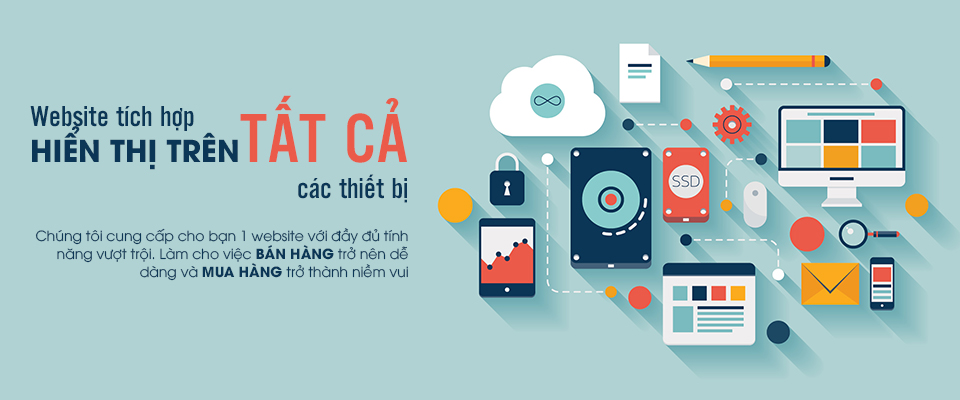 Website tích hợp
HIỂN THỊ TRÊN TẤT CẢ
các thiết bị
Chúng tôi cung cấp cho bạn 1 website với đầy đủ tính
năng vượt trội. Làm cho việc BÁN HÀNG trở nên dễ
dàng và MUA HÀNG trở thành niềm vui
SSD